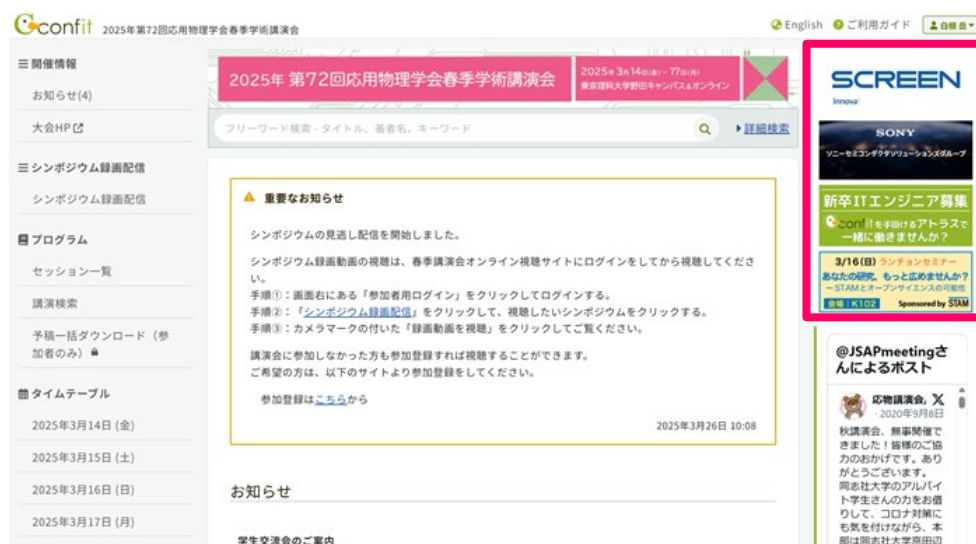 confit 2025年第72回応用物理学会春季学術講演会
English
ご利用ガイド
開催情報
お知らせ(4)
大会HP
シンポジウム録画配信
シンポジウム録画配信
プログラム
セッション一覧
講演検索
予稿一括ダウンロード（参
加者のみ）
タイムテーブル
2025年3月14日 (金)
2025年3月15日 (土)
2025年3月16日 (日)
2025年3月17日 (月)
2025年 第72回応用物理学会春季学術講演会
2025年3月14日(金)－17日(月)
東京理科大学野田キャンパス&オンライン
フリーワード検索 - タイトル、著者名、キーワード
詳細検索
重要なお知らせ
シンポジウムの見逃し配信を開始しました。
シンポジウム録画動画の視聴は、春季講演会オンライン視聴サイトにログインをしてから視聴してくださ
い。
手順①：画面右にある「参加者用ログイン」をクリックしてログインする。
手順②：「シンポジウム録画配信」をクリックして、視聴したいシンポジウムをクリックする。
手順③：カメラマークの付いた「録画動画を視聴」をクリックしてご覧ください。
講演会に参加しなかった方も参加登録すれば視聴することができます。
ご希望の方は、以下のサイトより参加登録をしてください。
参加登録はこちらから
2025年3月26日 10:08
お知らせ
学生交流会のご案内
SCREEN
Innova
SONY
ソニーセミコンダクタソリューションズグループ
新卒ITエンジニア募集
confitを手掛けるアトラスで
一緒に働きませんか？
3/16(日) ランチョンセミナー
あなたの研究、もっと広めませんか？
－STAMとオープンサイエンスの可能性
会場：K102 Sponsored by STAM
@JSAPmeetingさ
んによるポスト
応物講演会, X
· 2020年9月8日
秋講演会、無事開催で
きました！皆様のご協
力のおかげです。あり
がとうございます。
同志社大学のアルバイ
ト学生さんの力をお借
りして、コロナ対策に
も気を付けながら、本
部は同志社大学京田辺